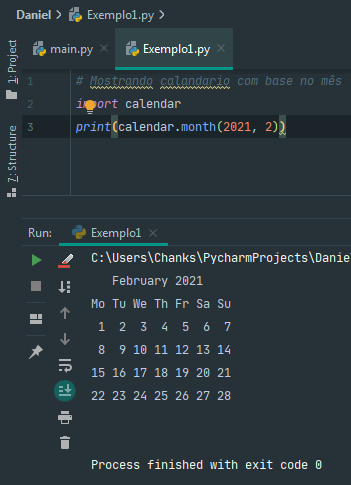 Daniel > Exemplo1.py >
main.py × Exemplo1.py ×
1: Project
7: Structure
1 # Mostrando calandario com base no mês
2 import calendar
3 print(calendar.month(2021, 2))
Run: Exemplo1 ×
C:\Users\Chanks\PycharmProjects\Daniel
February 2021
Mo Tu We Th Fr Sa Su
1 2 3 4 5 6 7
8 9 10 11 12 13 14
15 16 17 18 19 20 21
22 23 24 25 26 27 28
Process finished with exit code 0